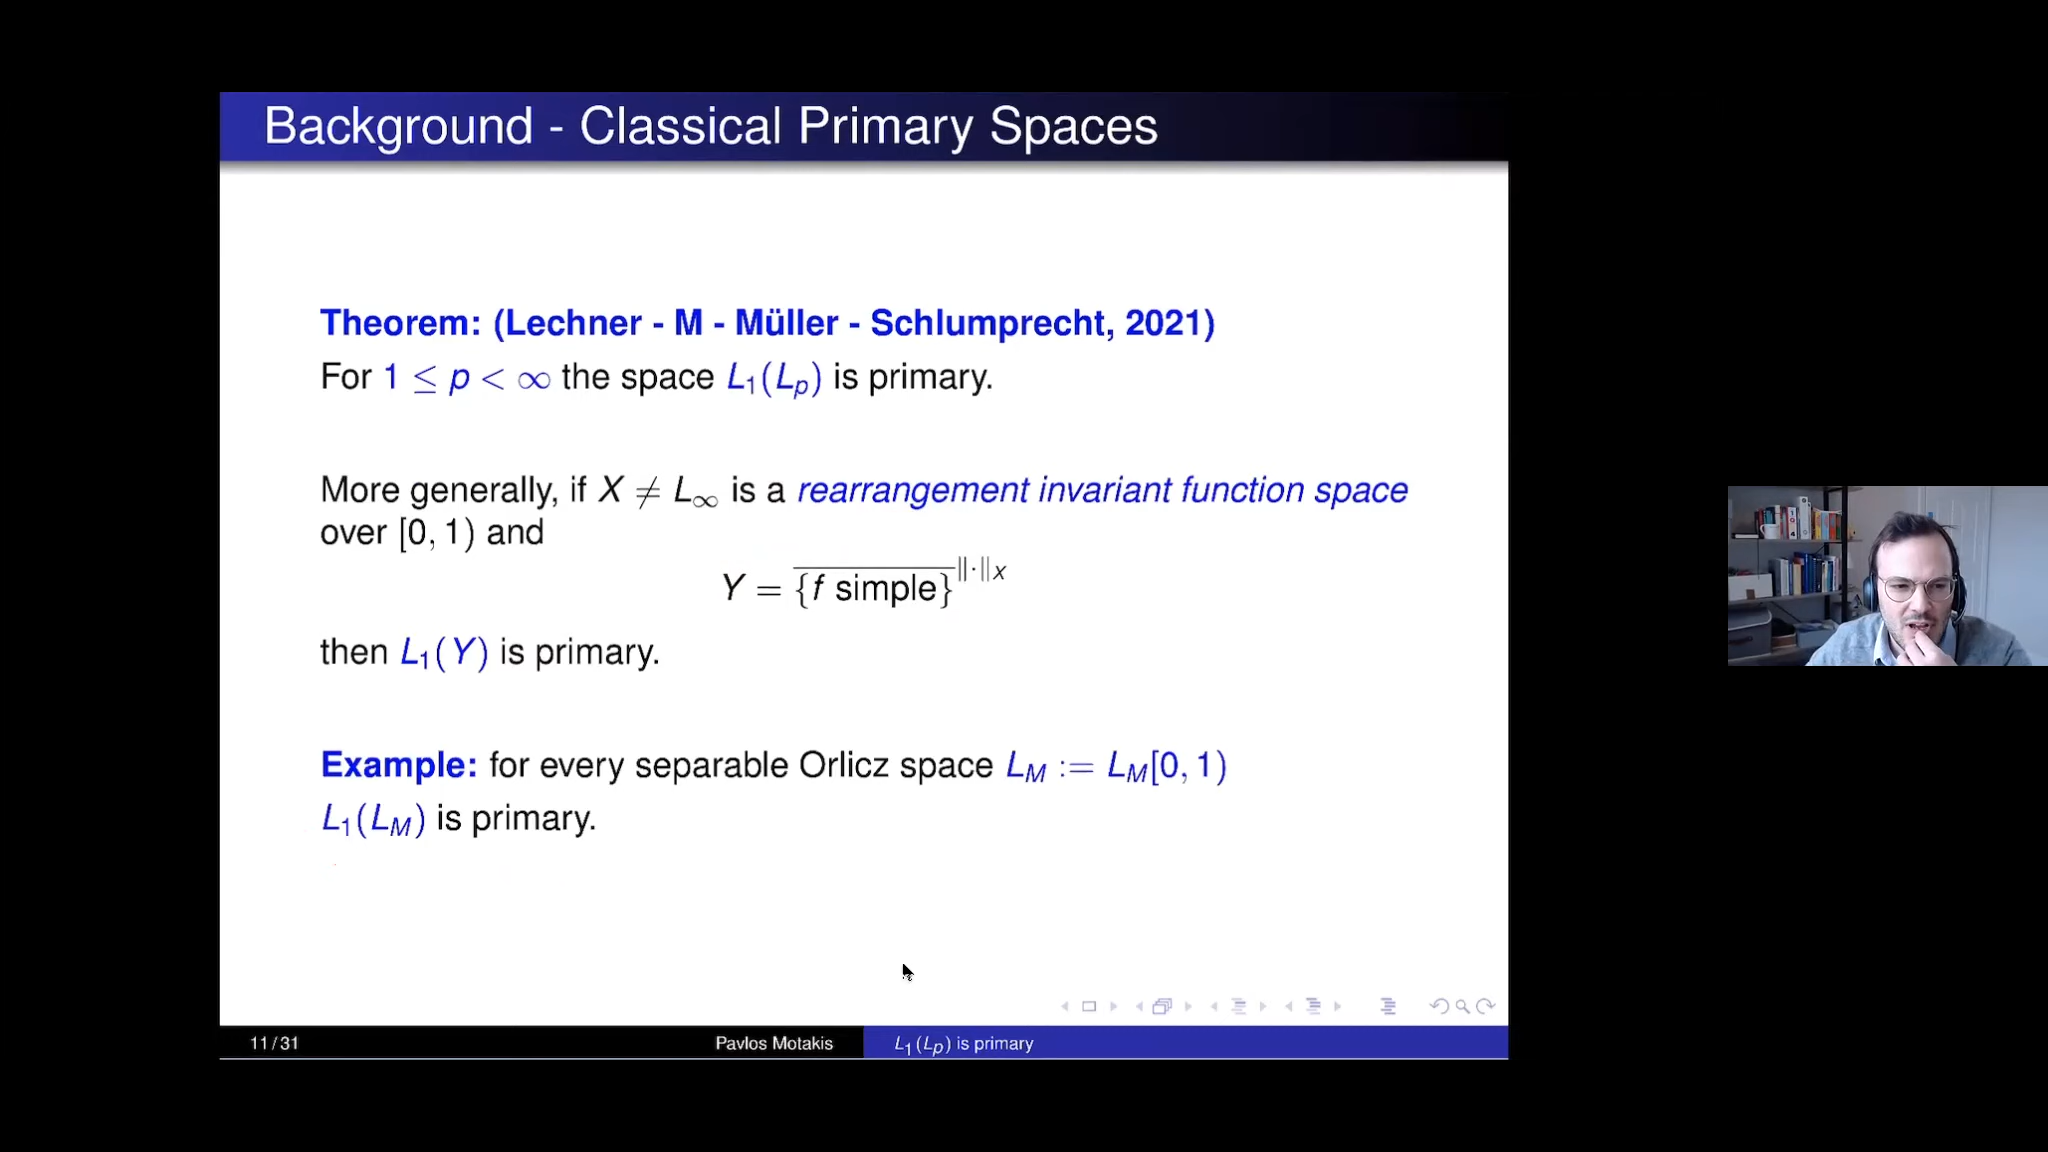 Background - Classical Primary Spaces
Theorem: (Lechner - M - Müller - Schlumprecht, 2021)
For 1 ≤ p < ∞ the space L₁(Lₚ) is primary.
More generally, if X ≠ L∞ is a rearrangement invariant function space
over [0, 1) and
Y = \overline{{f simple}}^{‖·‖_X}
then L₁(Y) is primary.
Example: for every separable Orlicz space L_M := L_M[0, 1)
L₁(L_M) is primary.
11 / 31
Pavlos Motakis
L₁(Lₚ) is primary